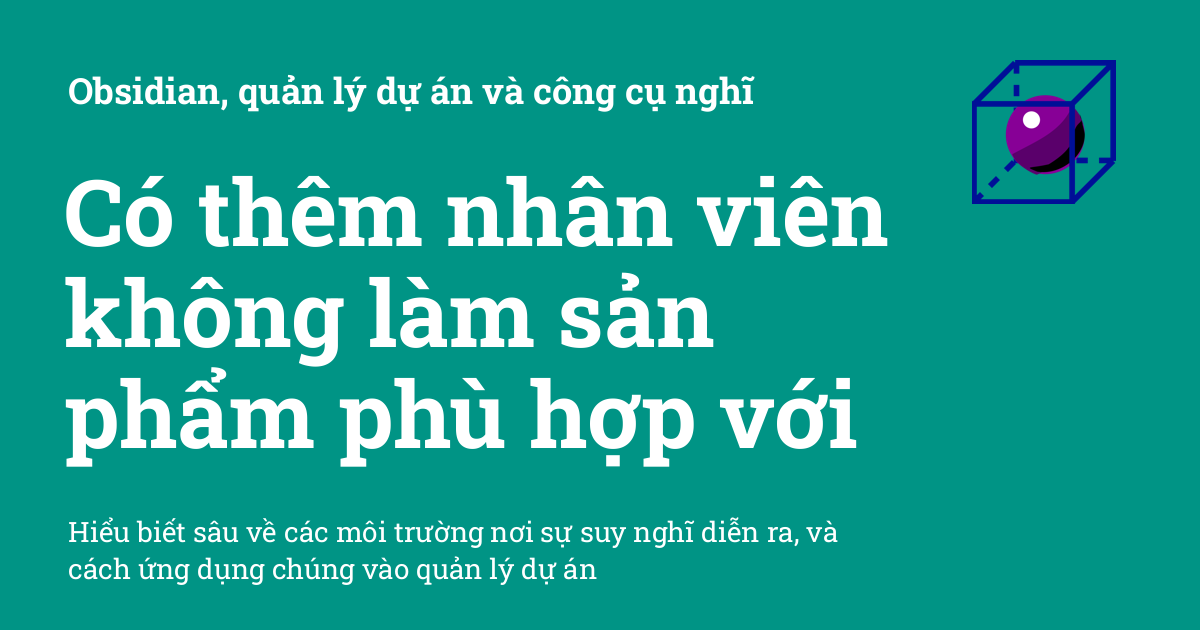 Obsidian, quản lý dự án và công cụ nghĩ
Có thêm nhân viên
không làm sản
phẩm phù hợp với
Hiểu biết sâu về các môi trường nơi sự suy nghĩ diễn ra, và
cách ứng dụng chúng vào quản lý dự án